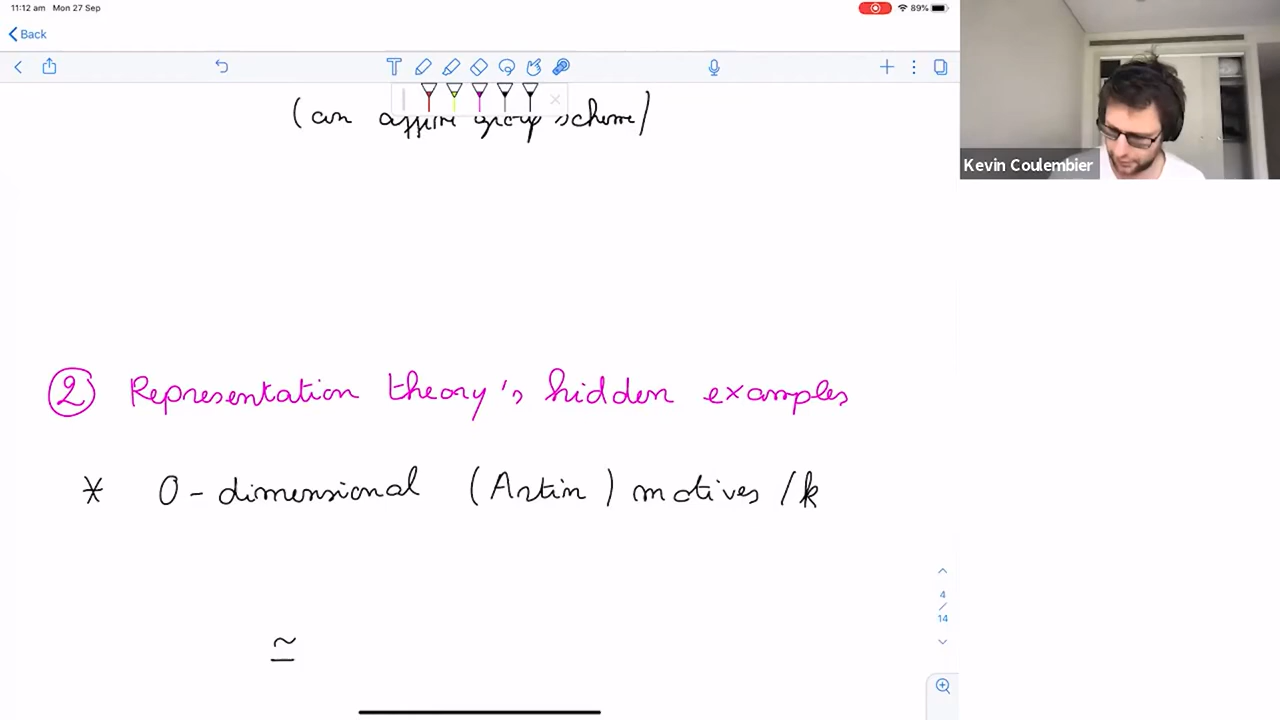 11:12 am Mon 27 Sep
89%
Back
(an affine group scheme)
Kevin Coulembier
② Representation theory's hidden examples
* 0-dimensional (Artin) motives /k
4
/
14
≃